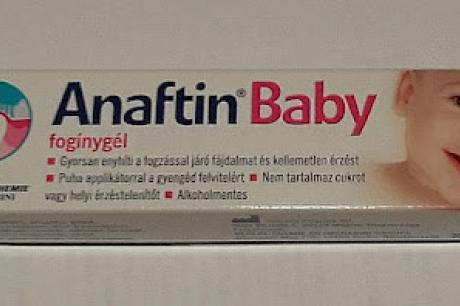 Anaftin® Baby
fogínygél
▪ Gyorsan enyhíti a fogzással járó fájdalmat és kellemetlen érzést
▪ Puha applikátorral a gyengéd felvitelért ▪ Nem tartalmaz cukrot
vagy helyi érzéstelenítőt ▪ Alkoholmentes